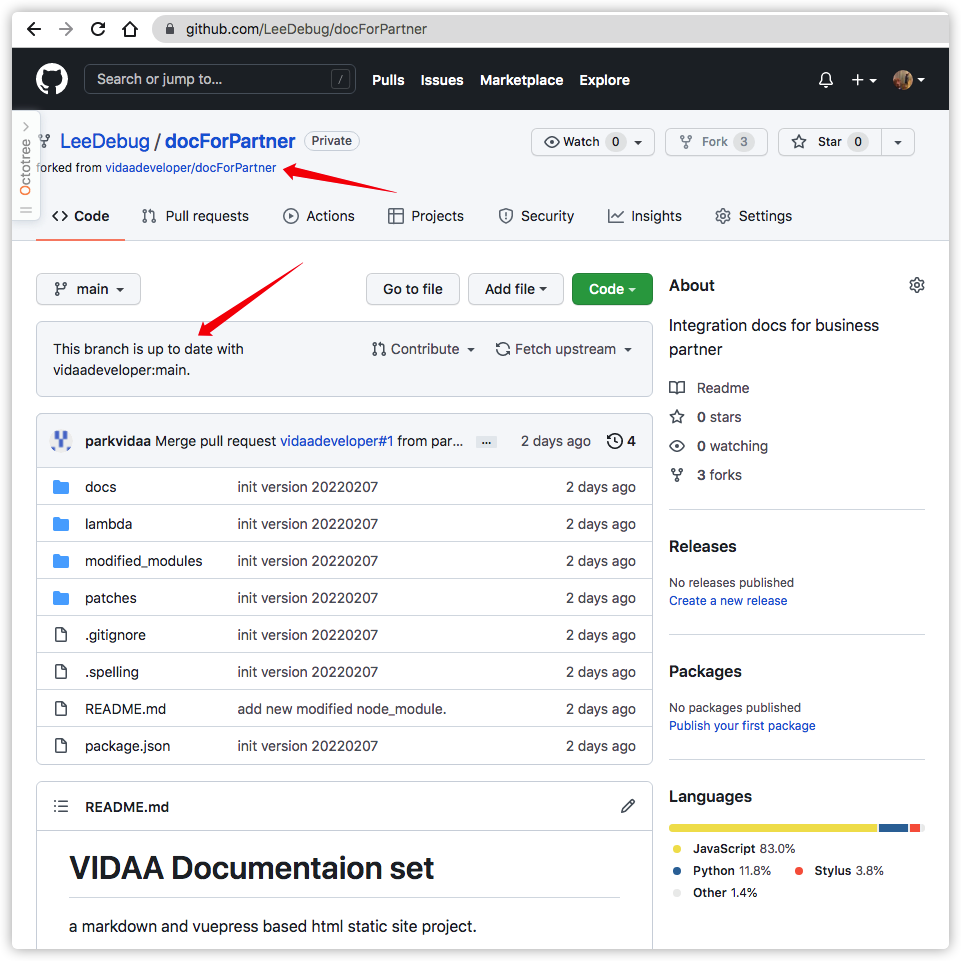 github.com/LeeDebug/docForPartner
Search or jump to... /
Pulls Issues Marketplace Explore
Octotree
LeeDebug / docForPartner Private
Watch 0 Fork 3 Star 0
forked from vidaadeveloper/docForPartner
Code Pull requests Actions Projects Security Insights Settings
main Go to file Add file Code
This branch is up to date with
vidaadeveloper:main.
Contribute Fetch upstream
parkvidaa Merge pull request vidaadeveloper#1 from par... ... 2 days ago 4
docs init version 20220207 2 days ago
lambda init version 20220207 2 days ago
modified_modules init version 20220207 2 days ago
patches init version 20220207 2 days ago
.gitignore init version 20220207 2 days ago
.spelling init version 20220207 2 days ago
README.md add new modified node_module. 2 days ago
package.json init version 20220207 2 days ago
README.md
VIDAA Documentaion set
a markdown and vuepress based html static site project.
About
Integration docs for business
partner
Readme
0 stars
0 watching
3 forks
Releases
No releases published
Create a new release
Packages
No packages published
Publish your first package
Languages
JavaScript 83.0%
Python 11.8% Stylus 3.8%
Other 1.4%